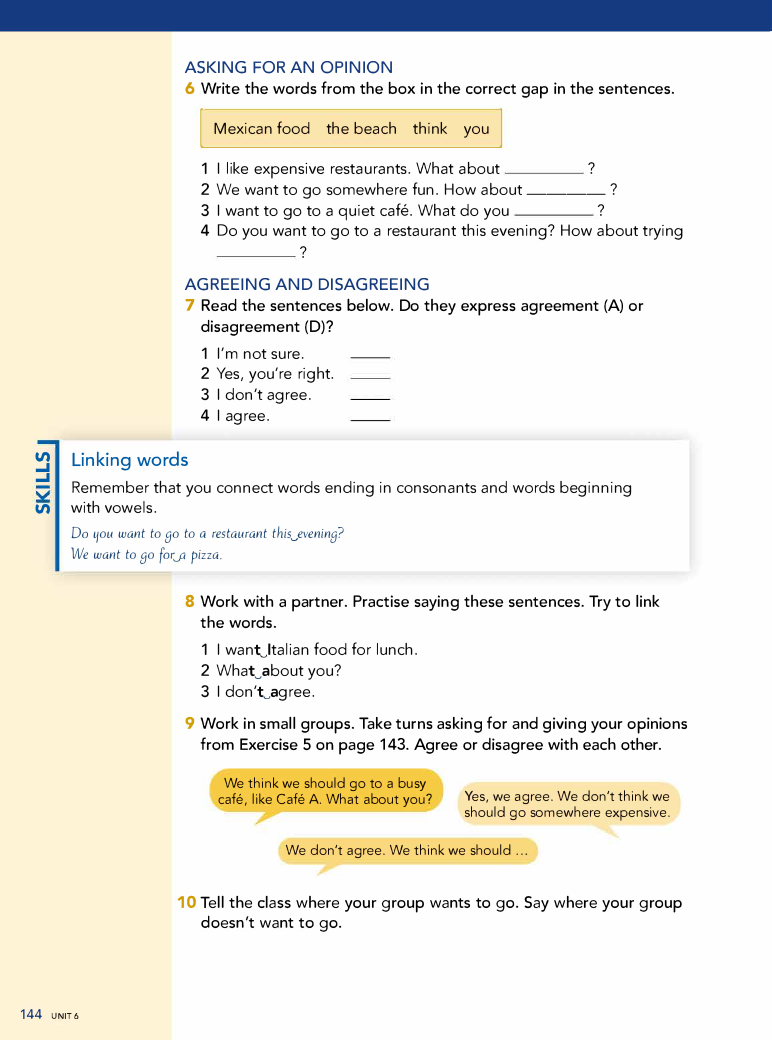 ASKING FOR AN OPINION
6 Write the words from the box in the correct gap in the sentences.
Mexican food the beach think you
1 I like expensive restaurants. What about __________ ?
2 We want to go somewhere fun. How about __________ ?
3 I want to go to a quiet café. What do you __________ ?
4 Do you want to go to a restaurant this evening? How about trying
__________ ?
AGREEING AND DISAGREEING
7 Read the sentences below. Do they express agreement (A) or
disagreement (D)?
1 I'm not sure. _____
2 Yes, you're right. _____
3 I don't agree. _____
4 I agree. _____
SKILLS
Linking words
Remember that you connect words ending in consonants and words beginning
with vowels.
Do you want to go to a restaurant this‿evening?
We want to go for‿a pizza.
8 Work with a partner. Practise saying these sentences. Try to link
the words.
1 I want‿Italian food for lunch.
2 What‿about you?
3 I don't‿agree.
9 Work in small groups. Take turns asking for and giving your opinions
from Exercise 5 on page 143. Agree or disagree with each other.
We think we should go to a busy
café, like Café A. What about you?
Yes, we agree. We don't think we
should go somewhere expensive.
We don't agree. We think we should …
10 Tell the class where your group wants to go. Say where your group
doesn't want to go.
144 UNIT 6